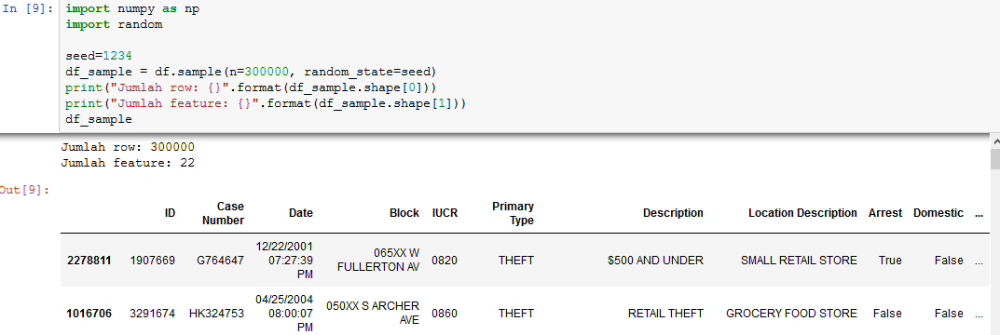 In [9]: import numpy as np
import random
seed=1234
df_sample = df.sample(n=300000, random_state=seed)
print("Jumlah row: {}".format(df_sample.shape[0]))
print("Jumlah feature: {}".format(df_sample.shape[1]))
df_sample
Jumlah row: 300000
Jumlah feature: 22
Out[9]:
ID Case Number Date Block IUCR Primary Type Description Location Description Arrest Domestic ...
2278811 1907669 G764647 12/22/2001 07:27:39 PM 065XX W FULLERTON AV 0820 THEFT $500 AND UNDER SMALL RETAIL STORE True False ...
1016706 3291674 HK324753 04/25/2004 08:00:07 PM 050XX S ARCHER AVE 0860 THEFT RETAIL THEFT GROCERY FOOD STORE False False ...